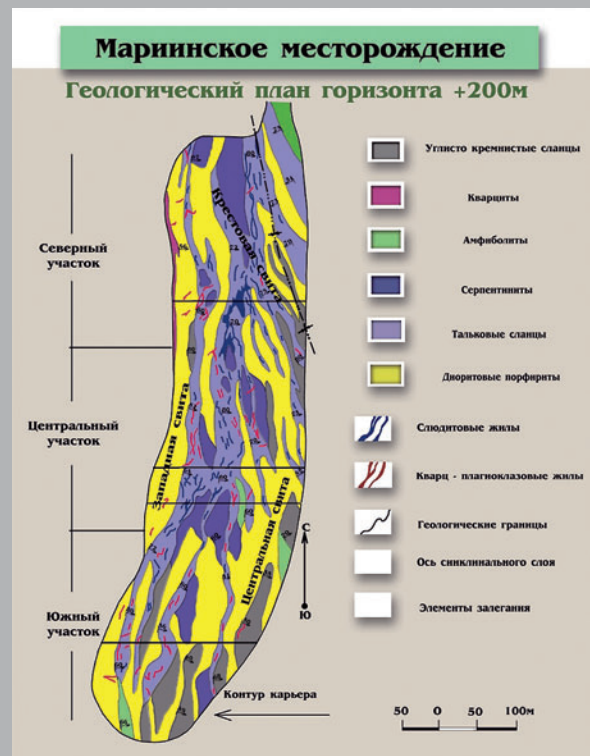 Мариинское месторождение
Геологический план горизонта +200м
Северный
участок
Центральный
участок
Южный
участок
Крестовая свита
Западная свита
Центральная свита
С
Ю
Контур карьера
Углисто кремнистые сланцы
Кварциты
Амфиболиты
Серпентиниты
Тальковые сланцы
Диоритовые порфириты
Слюдитовые жилы
Кварц - плагиоклазовые жилы
Геологические границы
Ось синклинального слоя
Элементы залегания
50 0 50 100м